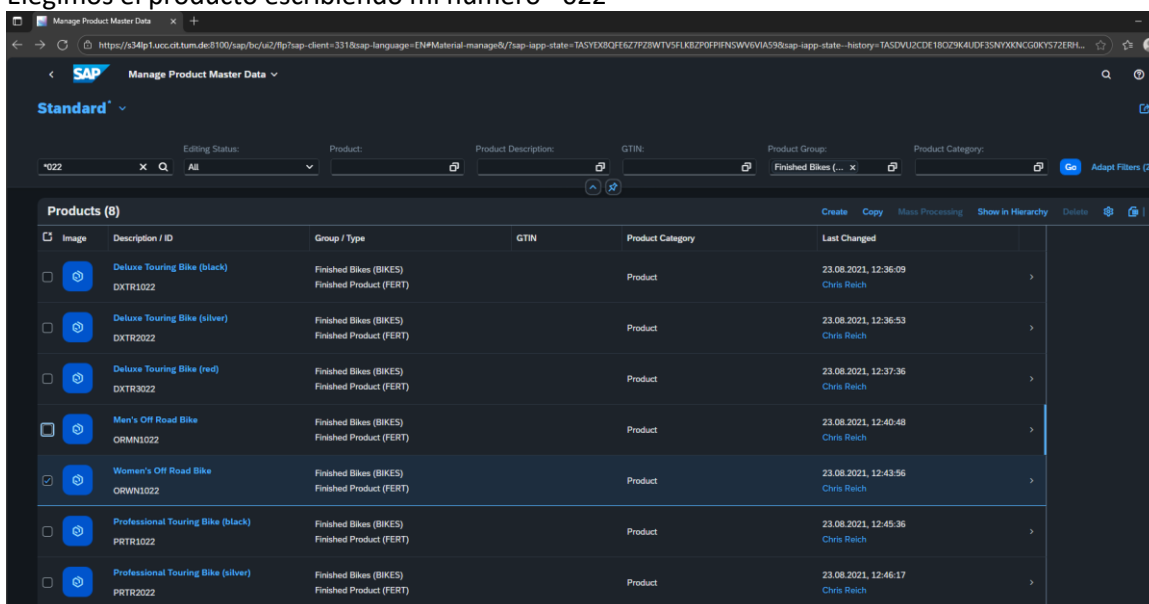 Elegimos el producto escribiendo mi numero *022
Manage Product Master Data
SAP Manage Product Master Data
Standard*
Editing Status: Product: Product Description: GTIN: Product Group: Product Category:
*022 All Finished Bikes (... Go Adapt Filters (2
Products (8) Create Copy Mass Processing Show in Hierarchy Delete
Image Description / ID Group / Type GTIN Product Category Last Changed
Deluxe Touring Bike (black) Finished Bikes (BIKES) 23.08.2021, 12:36:09
DXTR1022 Finished Product (FERT) Product Chris Reich
Deluxe Touring Bike (silver) Finished Bikes (BIKES) 23.08.2021, 12:36:53
DXTR2022 Finished Product (FERT) Product Chris Reich
Deluxe Touring Bike (red) Finished Bikes (BIKES) 23.08.2021, 12:37:36
DXTR3022 Finished Product (FERT) Product Chris Reich
Men's Off Road Bike Finished Bikes (BIKES) 23.08.2021, 12:40:48
ORMN1022 Finished Product (FERT) Product Chris Reich
Women's Off Road Bike Finished Bikes (BIKES) 23.08.2021, 12:43:56
ORWN1022 Finished Product (FERT) Product Chris Reich
Professional Touring Bike (black) Finished Bikes (BIKES) 23.08.2021, 12:45:36
PRTR1022 Finished Product (FERT) Product Chris Reich
Professional Touring Bike (silver) Finished Bikes (BIKES) 23.08.2021, 12:46:17
PRTR2022 Finished Product (FERT) Product Chris Reich